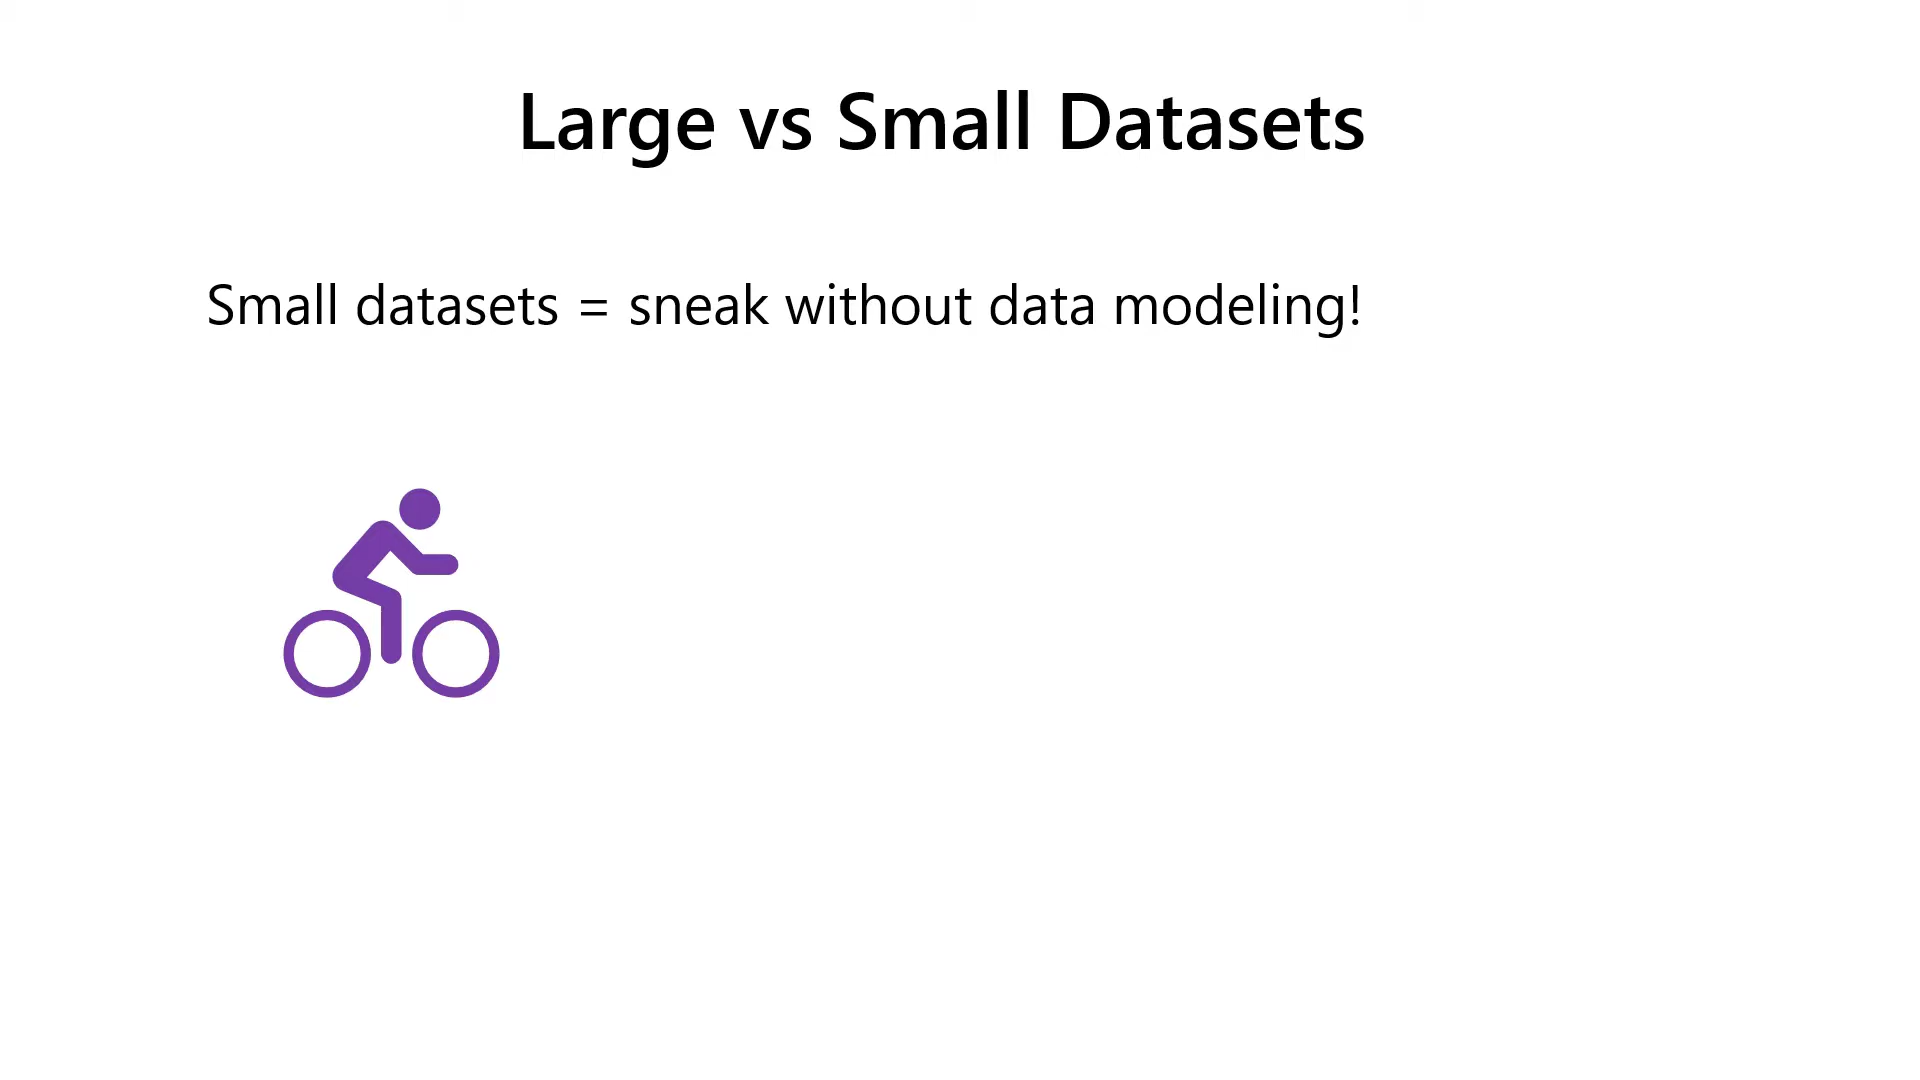 Large vs Small Datasets
Small datasets = sneak without data modeling!